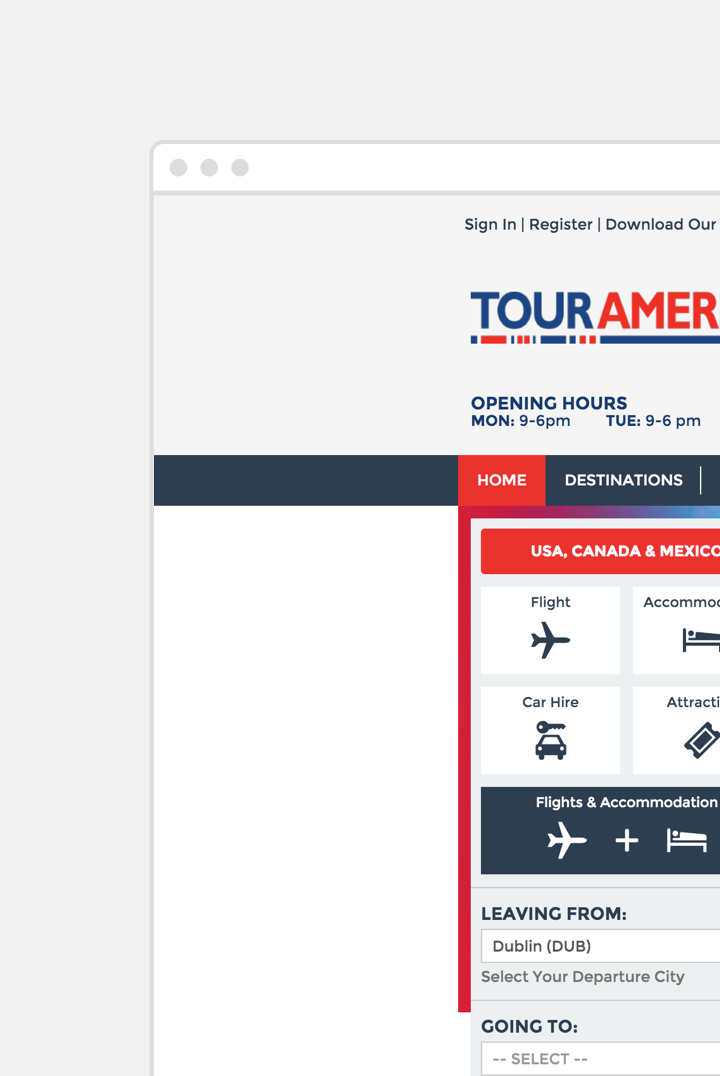 Sign In | Register | Download Our
TOURAMER
OPENING HOURS
MON: 9-6pm TUE: 9-6 pm
HOME DESTINATIONS
USA, CANADA & MEXICO
Flight Accommo
Car Hire Attracti
Flights & Accommodation
LEAVING FROM:
Dublin (DUB)
Select Your Departure City
GOING TO:
-- SELECT --